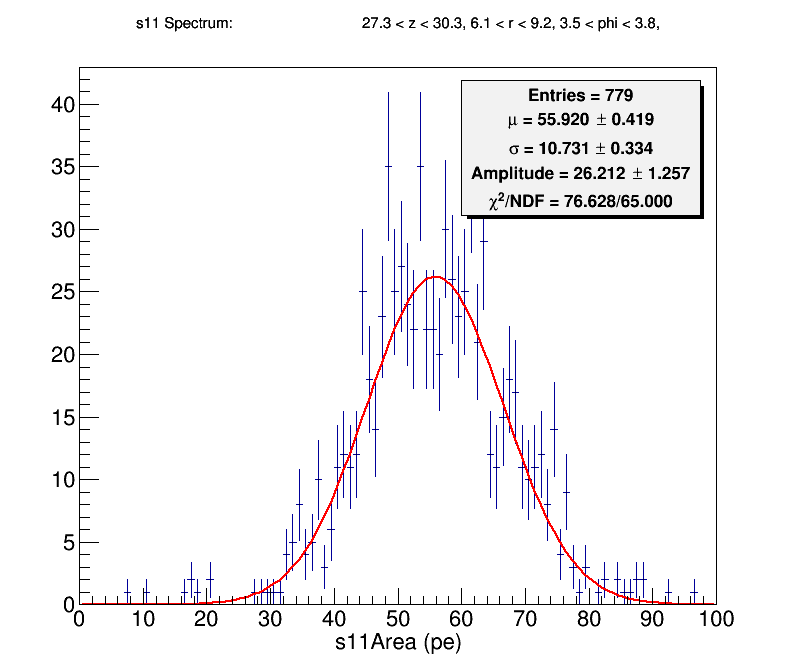 s11 Spectrum: 27.3 < z < 30.3, 6.1 < r < 9.2, 3.5 < phi < 3.8,
Entries = 779
μ = 55.920 ± 0.419
σ = 10.731 ± 0.334
Amplitude = 26.212 ± 1.257
χ²/NDF = 76.628/65.000
40
35
30
25
20
15
10
5
0
0 10 20 30 40 50 60 70 80 90 100
s11Area (pe)